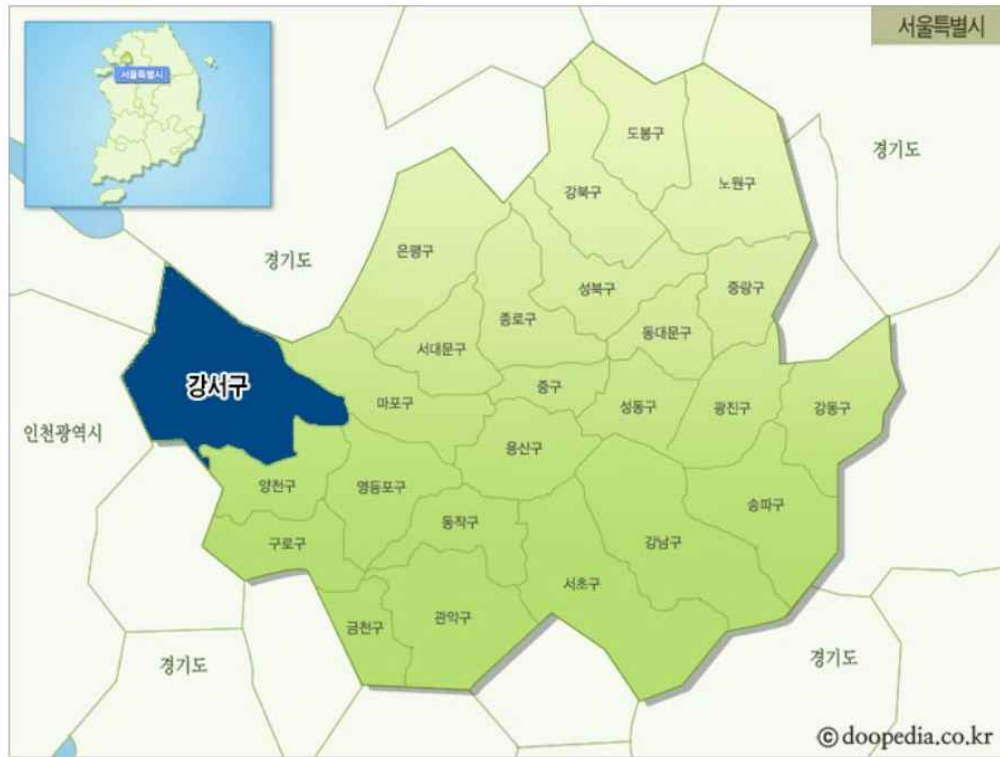 서울특별시
서울특별시
경기도
도봉구
노원구
강북구
은평구
경기도
성북구
중랑구
종로구
동대문구
서대문구
강서구
중구
마포구
성동구
광진구
강동구
인천광역시
용산구
양천구
영등포구
송파구
동작구
구로구
강남구
서초구
금천구
관악구
경기도
경기도
ⓒdoopedia.co.kr